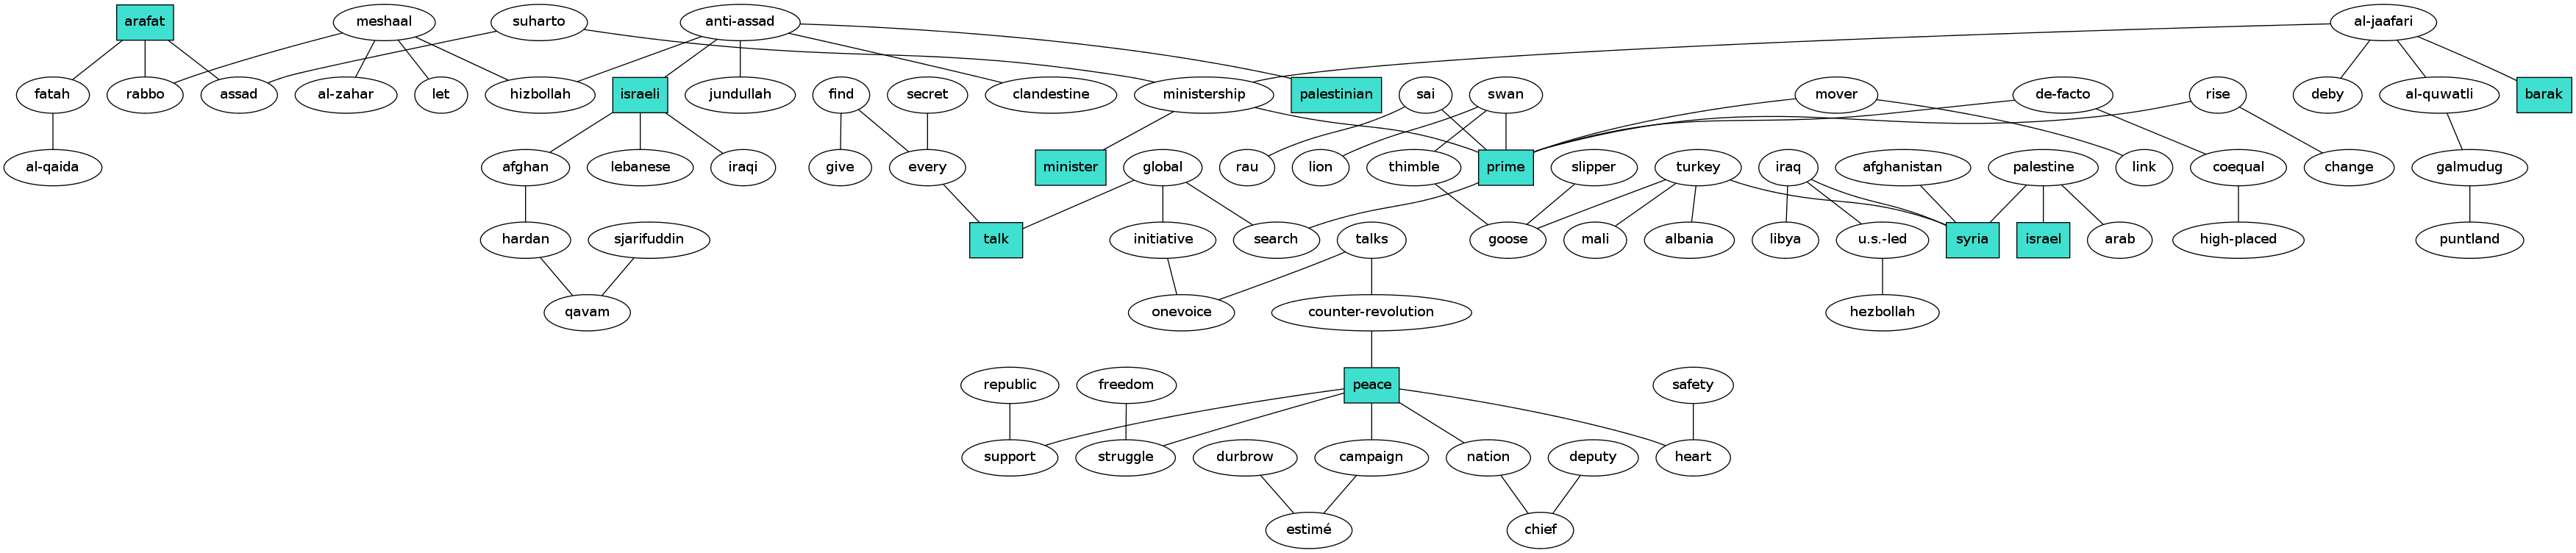 arafat
meshaal
suharto
anti-assad
al-jaafari
fatah
rabbo
assad
al-zahar
let
hizbollah
israeli
jundullah
find
secret
clandestine
ministership
palestinian
sai
swan
mover
de-facto
rise
deby
al-quwatli
barak
al-qaida
afghan
lebanese
iraqi
give
every
minister
global
rau
lion
thimble
prime
slipper
turkey
iraq
afghanistan
palestine
link
coequal
change
galmudug
hardan
sjarifuddin
talk
initiative
search
talks
goose
mali
albania
libya
u.s.-led
syria
israel
arab
high-placed
puntland
qavam
onevoice
counter-revolution
hezbollah
republic
freedom
peace
safety
support
struggle
durbrow
campaign
nation
deputy
heart
estimé
chief